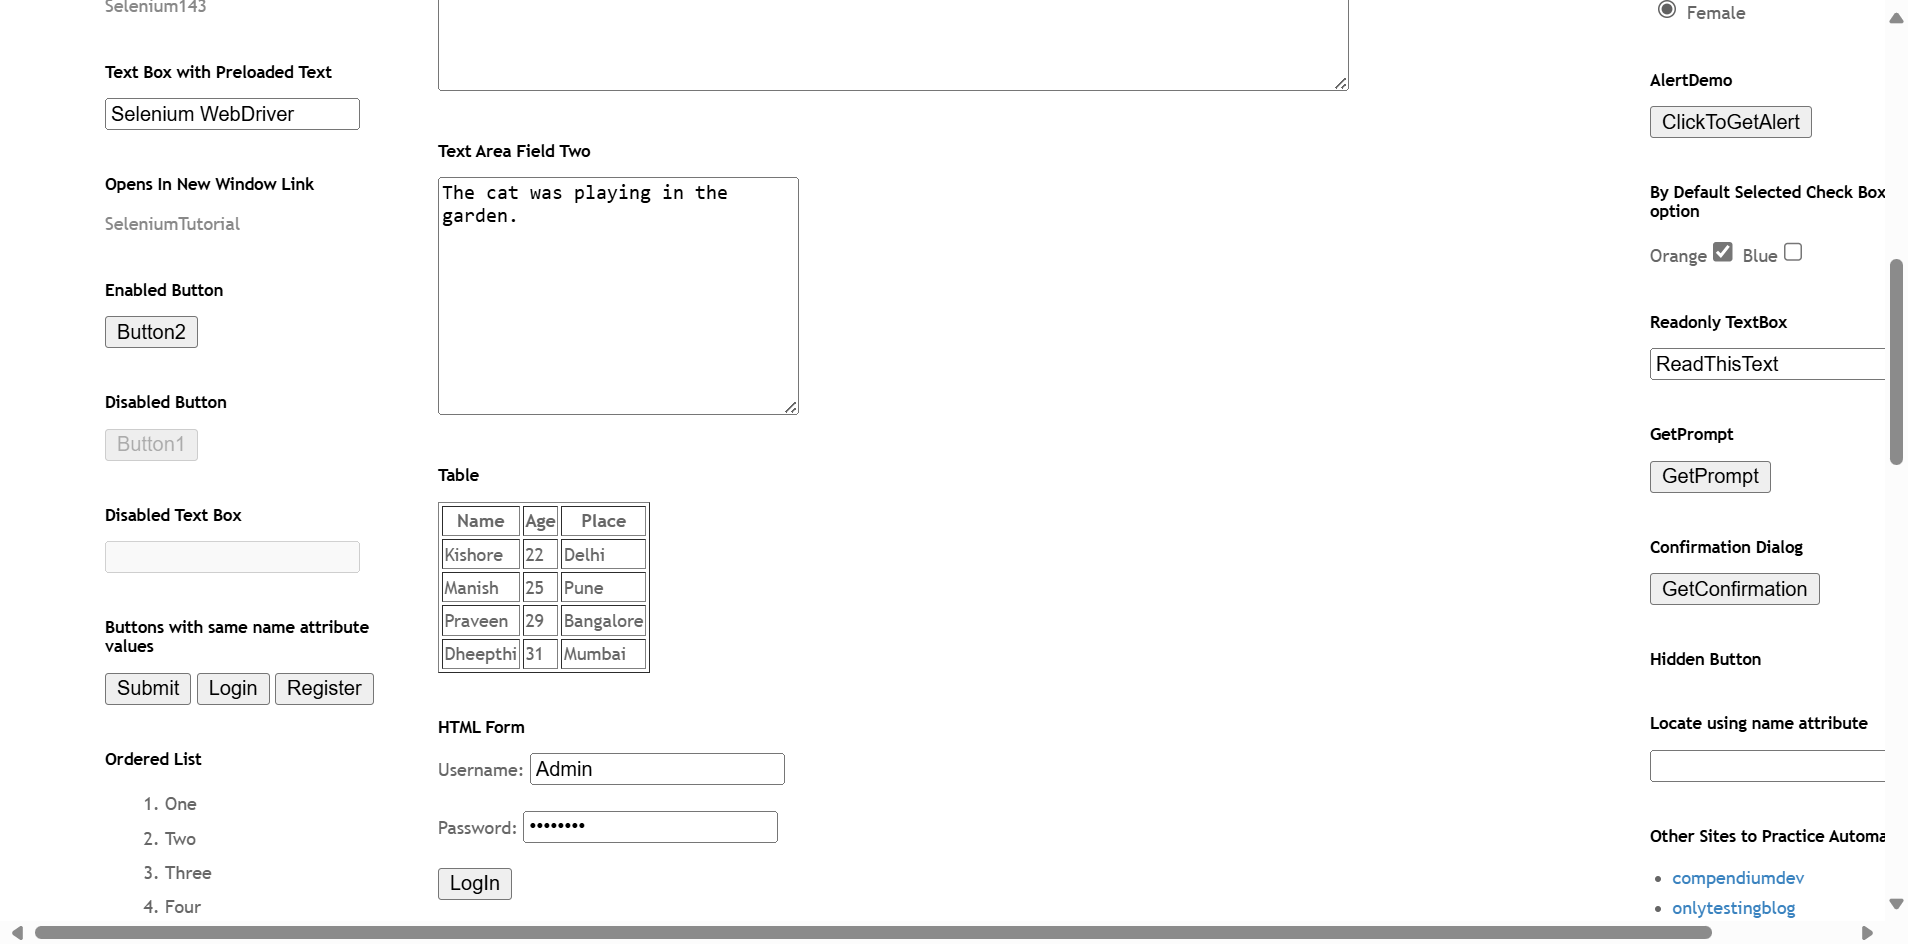 Selenium143
Text Box with Preloaded Text
Selenium WebDriver
Opens In New Window Link
SeleniumTutorial
Enabled Button
Button2
Disabled Button
Button1
Disabled Text Box
Buttons with same name attribute
values
Submit Login Register
Ordered List
1. One
2. Two
3. Three
4. Four
Text Area Field Two
The cat was playing in the
garden.
Table
Name Age Place
Kishore 22 Delhi
Manish 25 Pune
Praveen 29 Bangalore
Dheepthi 31 Mumbai
HTML Form
Username: Admin
Password: ••••••••
LogIn
Female
AlertDemo
ClickToGetAlert
By Default Selected Check Box
option
Orange Blue
Readonly TextBox
ReadThisText
GetPrompt
GetPrompt
Confirmation Dialog
GetConfirmation
Hidden Button
Locate using name attribute
Other Sites to Practice Automa
• compendiumdev
• onlytestingblog